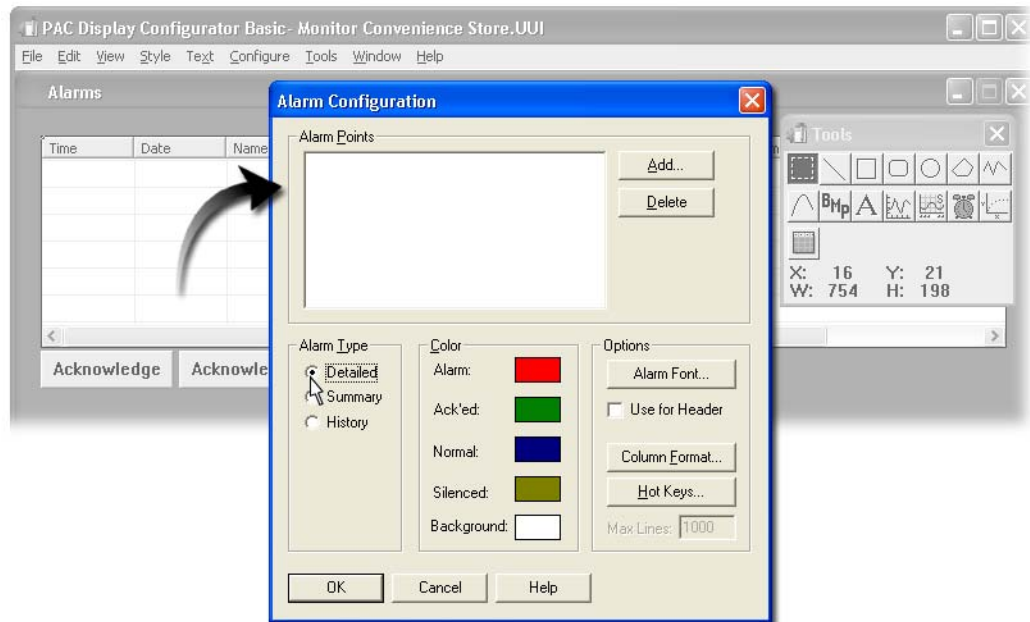 PAC Display Configurator Basic- Monitor Convenience Store.UUI
File Edit View Style Text Configure Tools Window Help
Alarms
Time Date Name
Alarm Configuration
Alarm Points
Add...
Delete
Tools
BMP A
X: 16 Y: 21
W: 754 H: 198
Acknowledge Acknowle
Alarm Type
Detailed
Summary
History
Color
Alarm:
Ack'ed:
Normal:
Silenced:
Background:
Options
Alarm Font...
Use for Header
Column Format...
Hot Keys...
Max Lines: 1000
OK Cancel Help